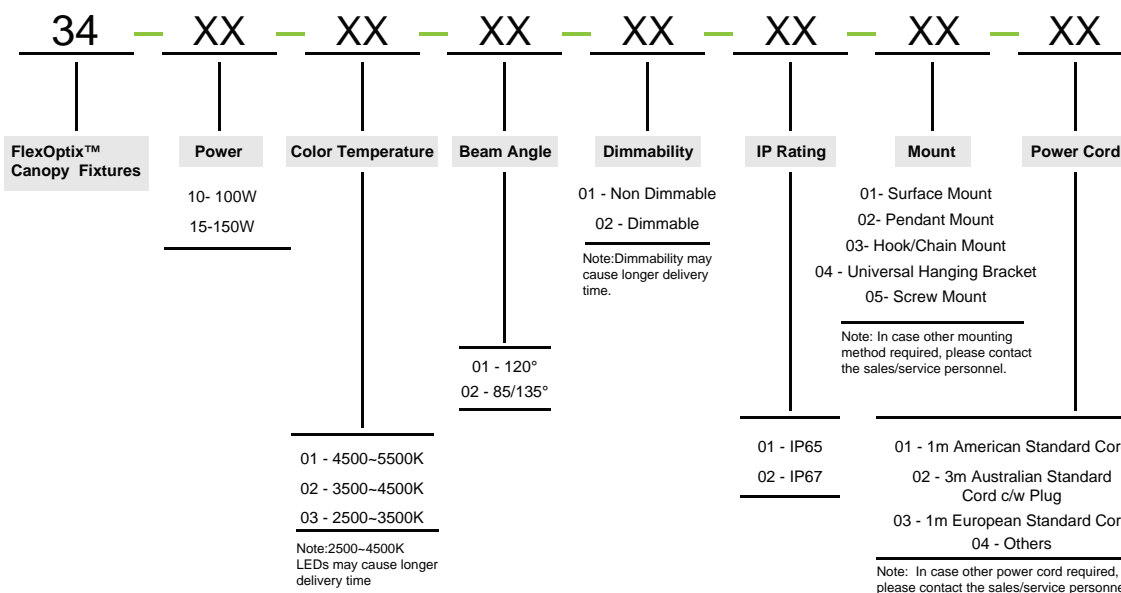 34 – XX – XX – XX – XX – XX – XX – XX
FlexOptix™
Canopy Fixtures
Power
10- 100W
15-150W
Color Temperature
01 - 4500~5500K
02 - 3500~4500K
03 - 2500~3500K
Note:2500~4500K
LEDs may cause longer
delivery time
Beam Angle
01 - 120°
02 - 85/135°
Dimmability
01 - Non Dimmable
02 - Dimmable
Note:Dimmability may
cause longer delivery
time.
IP Rating
01 - IP65
02 - IP67
Mount
01- Surface Mount
02- Pendant Mount
03- Hook/Chain Mount
04 - Universal Hanging Bracket
05- Screw Mount
Note: In case other mounting
method required, please contact
the sales/service personnel.
Power Cord
01 - 1m American Standard Cor
02 - 3m Australian Standard
Cord c/w Plug
03 - 1m European Standard Cor
04 - Others
Note: In case other power cord required,
please contact the sales/service personne